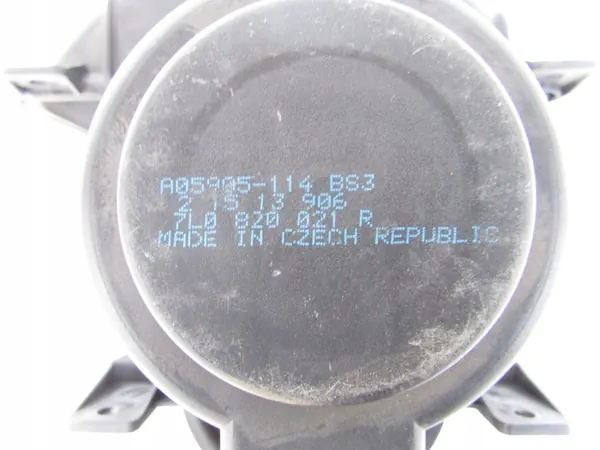 A05905-114 BS3
2 15 13 906
7L0 820 021 R
MADE IN CZECH REPUBLIC